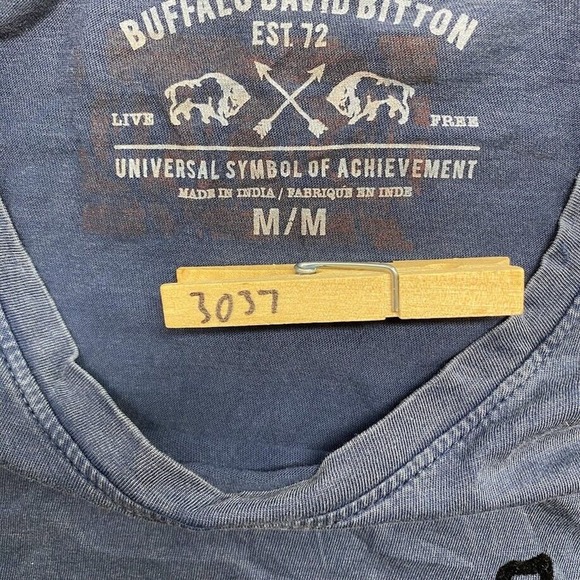 BUFFALO DAVID BITTON
EST. 72
LIVE FREE
UNIVERSAL SYMBOL OF ACHIEVEMENT
MADE IN INDIA / FABRIQUÉ EN INDE
M/M
3037